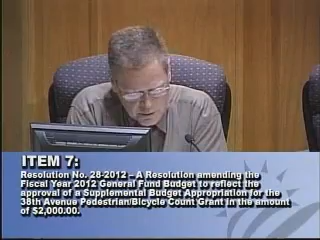 ITEM 7:
Resolution No. 28-2012 – A Resolution amending the
Fiscal Year 2012 General Fund Budget to reflect the
approval of a Supplemental Budget Appropriation for the
38th Avenue Pedestrian/Bicycle Count Grant in the amount
of $2,000.00.